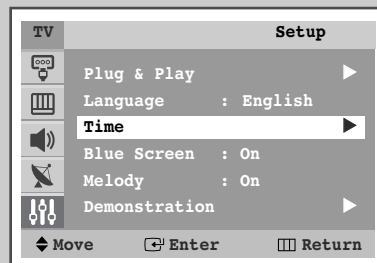 TV Setup
Plug & Play
Language : English
Time
Blue Screen : On
Melody : On
Demonstration
Move Enter Return